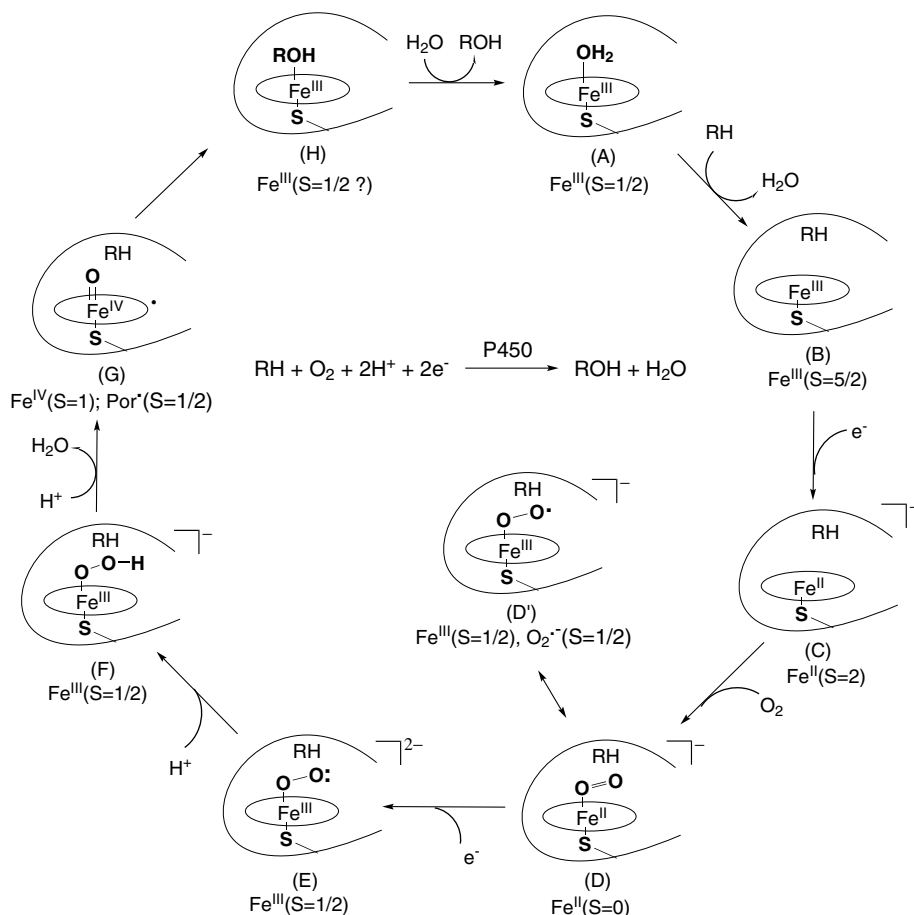 H₂O ROH
ROH
Fe^III
S
(H)
Fe^III(S=1/2 ?)
OH₂
Fe^III
S
(A)
Fe^III(S=1/2)
RH
H₂O
RH
O
Fe^IV
•
S
(G)
Fe^IV(S=1); Por^•(S=1/2)
RH
Fe^III
S
(B)
Fe^III(S=5/2)
RH + O₂ + 2H⁺ + 2e⁻ P450 ROH + H₂O
e⁻
H₂O
H⁺
RH
–
O O–H
Fe^III
S
(F)
Fe^III(S=1/2)
RH
–
O–O•
Fe^III
S
(D')
Fe^III(S=1/2), O₂^•-(S=1/2)
RH
–
Fe^II
S
(C)
Fe^II(S=2)
O₂
H⁺
RH
2–
O–O:
Fe^III
S
(E)
Fe^III(S=1/2)
e⁻
RH
–
O=O
Fe^II
S
(D)
Fe^II(S=0)